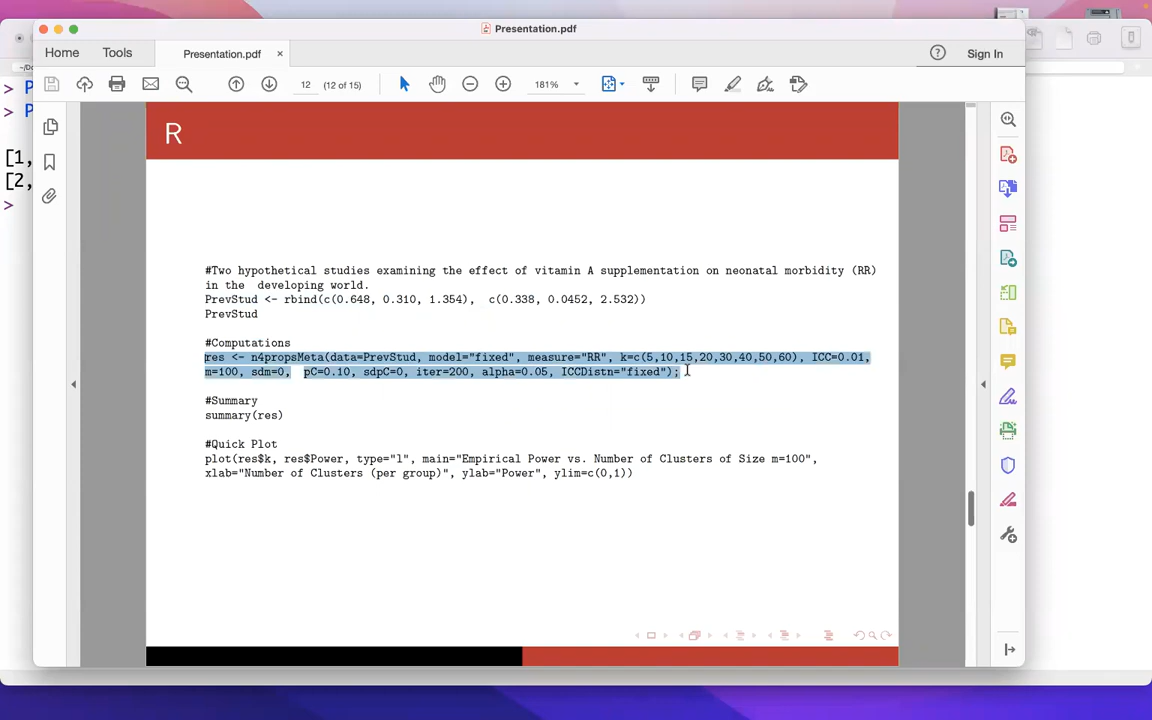 Presentation.pdf
Home Tools Presentation.pdf × Sign In
12 (12 of 15) 181%
R
> P
> P
[1,
[2,
>
#Two hypothetical studies examining the effect of vitamin A supplementation on neonatal morbidity (RR)
in the developing world.
PrevStud <- rbind(c(0.648, 0.310, 1.354), c(0.338, 0.0452, 2.532))
PrevStud
#Computations
res <- n4propsMeta(data=PrevStud, model="fixed", measure="RR", k=c(5,10,15,20,30,40,50,60), ICC=0.01,
m=100, sdm=0, pC=0.10, sdpC=0, iter=200, alpha=0.05, ICCDistn="fixed");
#Summary
summary(res)
#Quick Plot
plot(res$k, res$Power, type="l", main="Empirical Power vs. Number of Clusters of Size m=100",
xlab="Number of Clusters (per group)", ylab="Power", ylim=c(0,1))